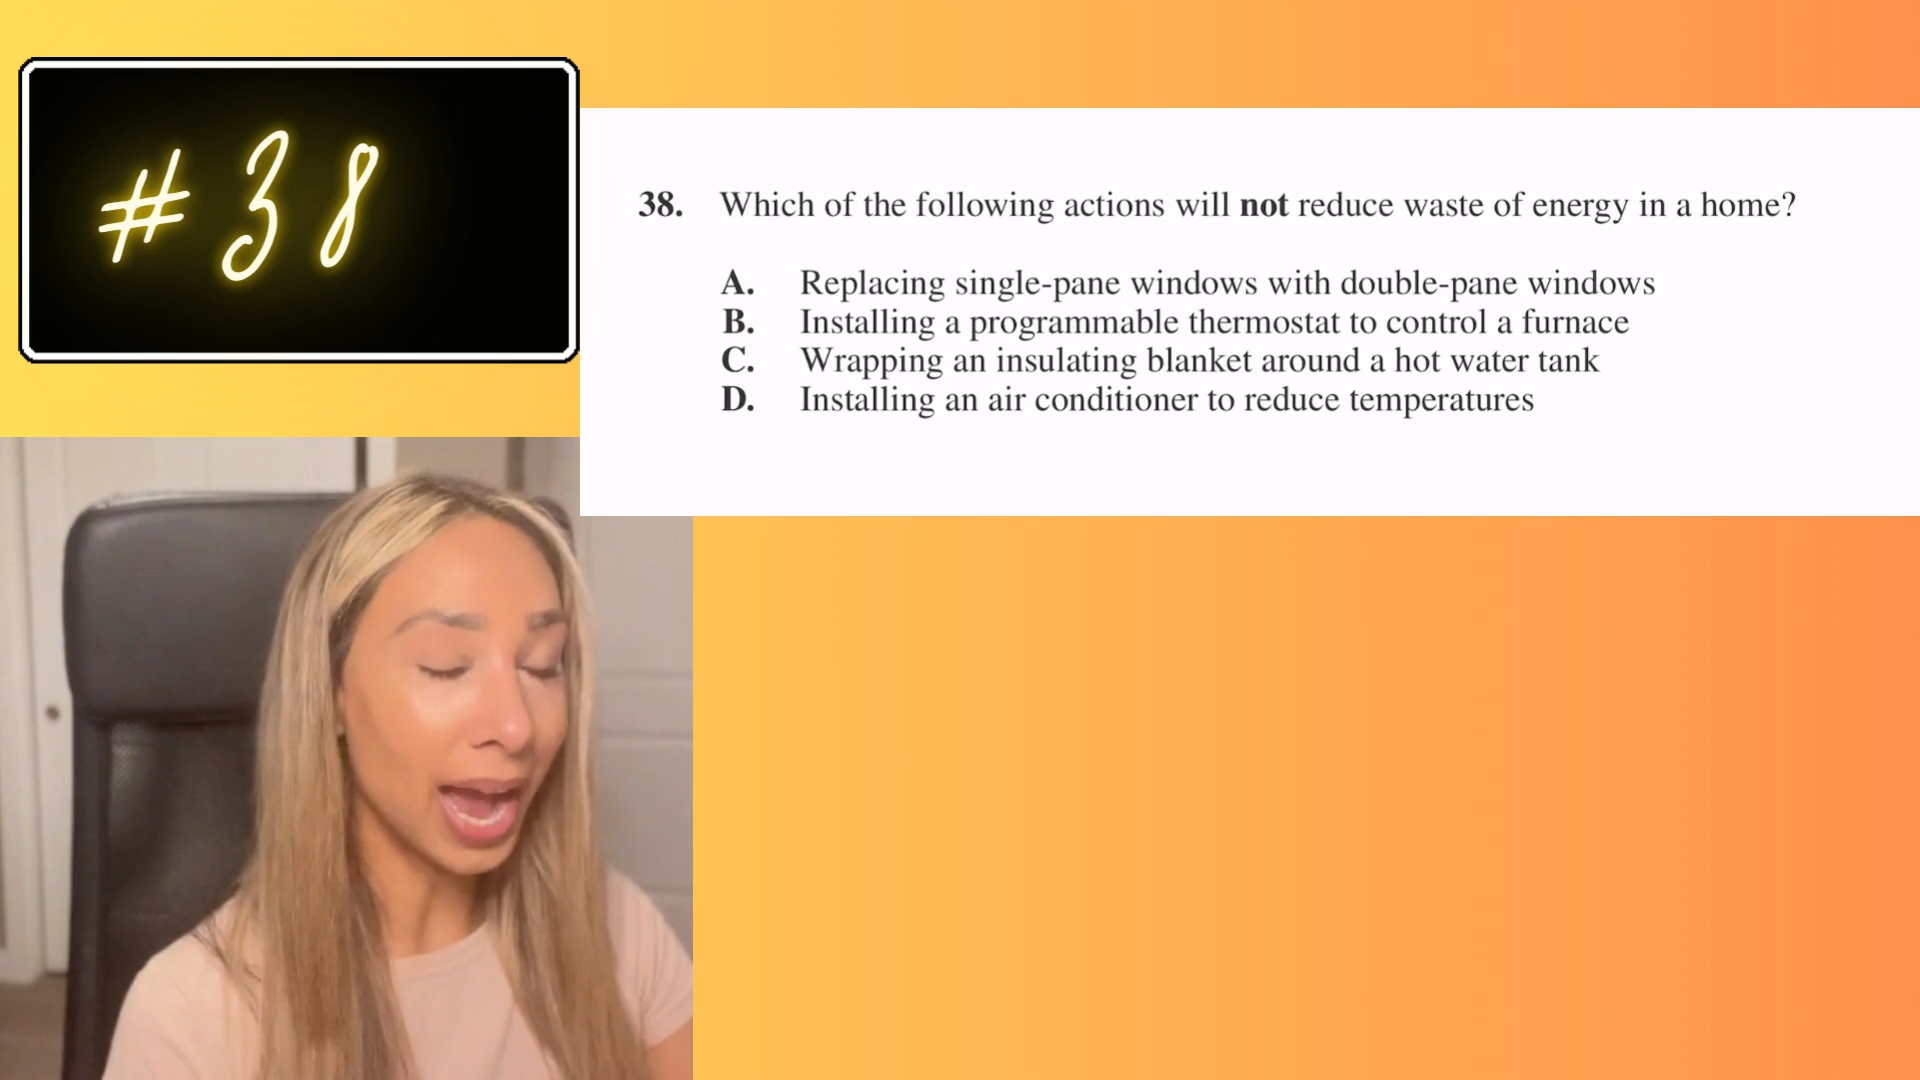 #38
38. Which of the following actions will not reduce waste of energy in a home?
A. Replacing single-pane windows with double-pane windows
B. Installing a programmable thermostat to control a furnace
C. Wrapping an insulating blanket around a hot water tank
D. Installing an air conditioner to reduce temperatures